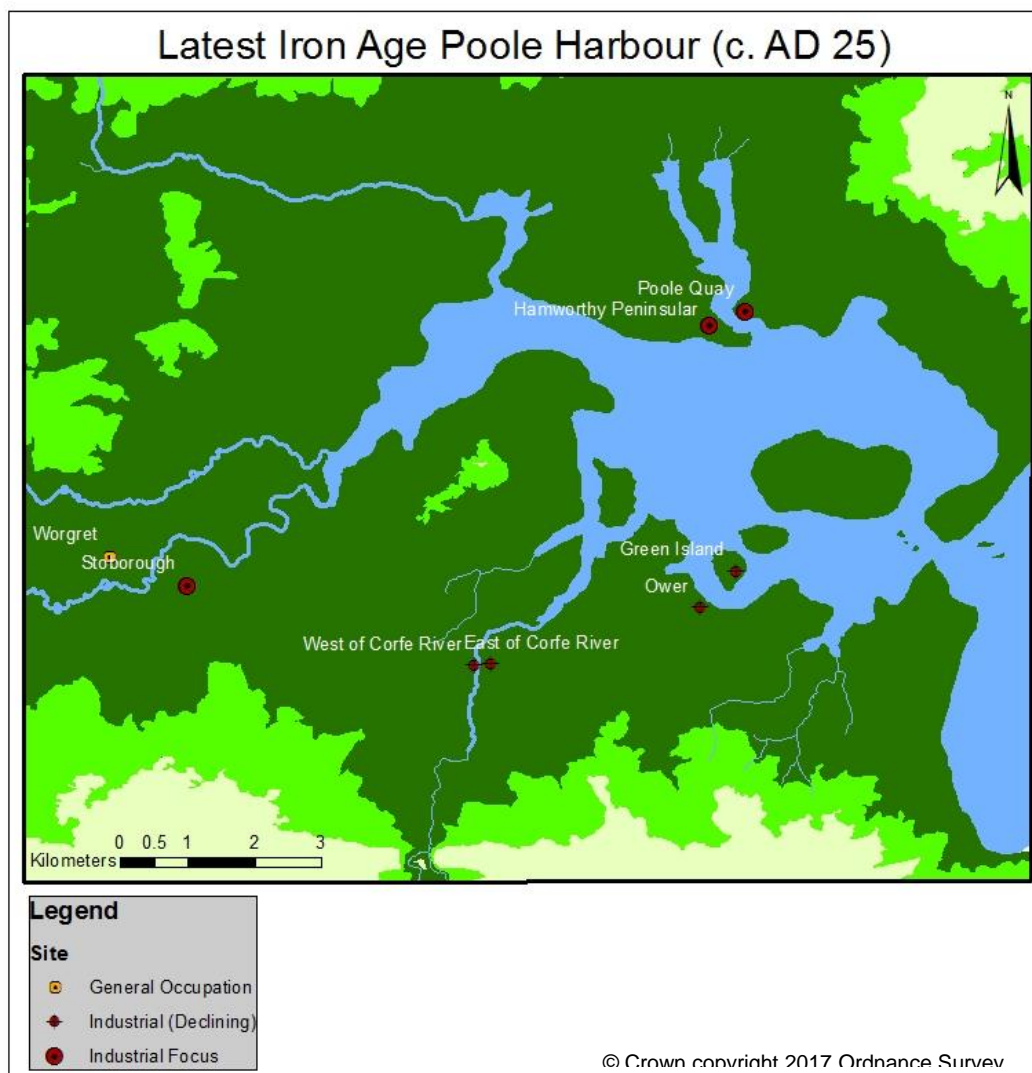 Latest Iron Age Poole Harbour (c. AD 25)
N
Poole Quay
Hamworthy Peninsular
Worgret
Stoborough
Green Island
Ower
West of Corfe River
East of Corfe River
0 0.5 1 2 3
Kilometers
Legend
Site
General Occupation
Industrial (Declining)
Industrial Focus
© Crown copyright 2017 Ordnance Survey